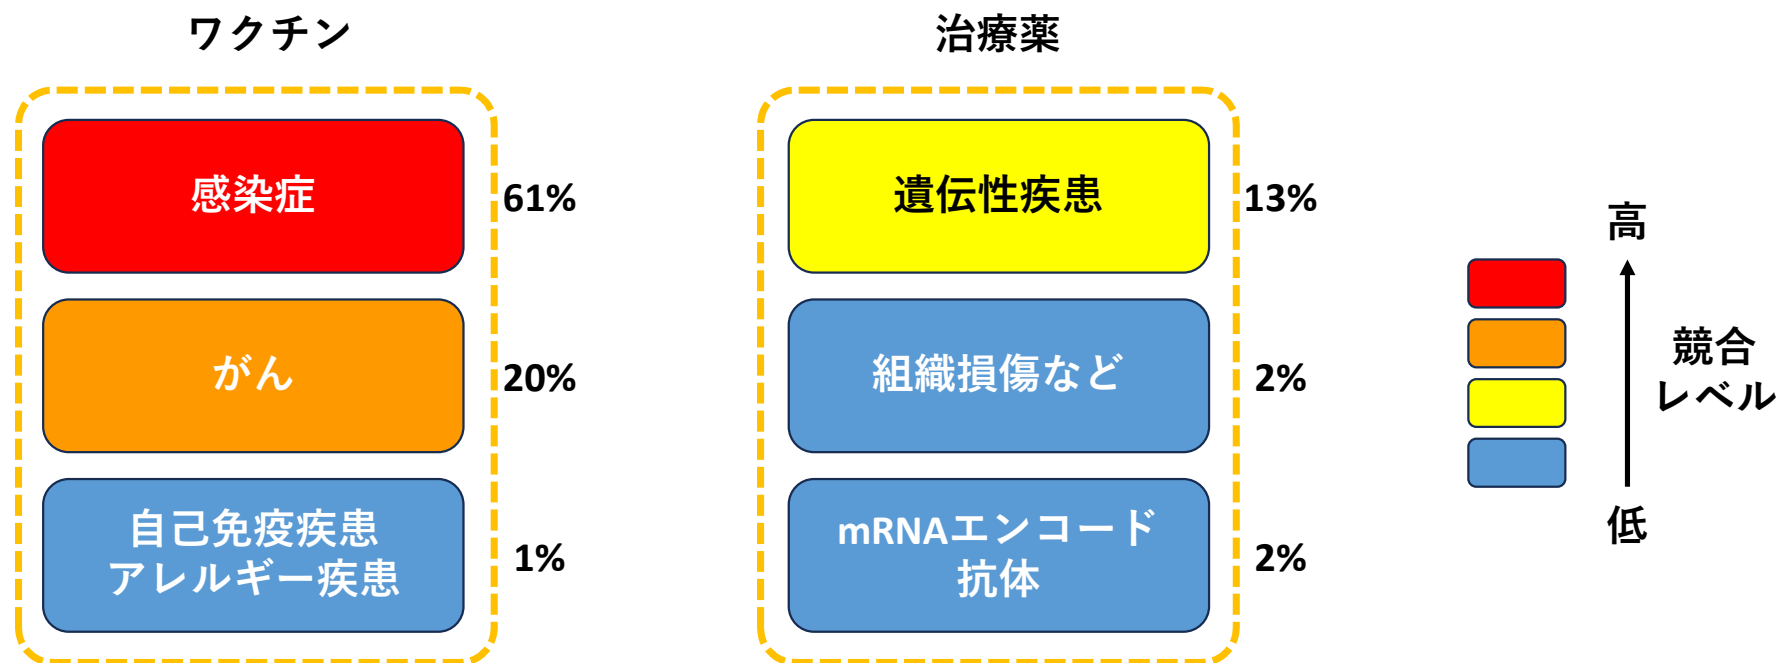 ワクチン
治療薬
感染症
61%
がん
20%
自己免疫疾患
アレルギー疾患
1%
遺伝性疾患
13%
組織損傷など
2%
mRNAエンコード
抗体
2%
高
競合
レベル
低